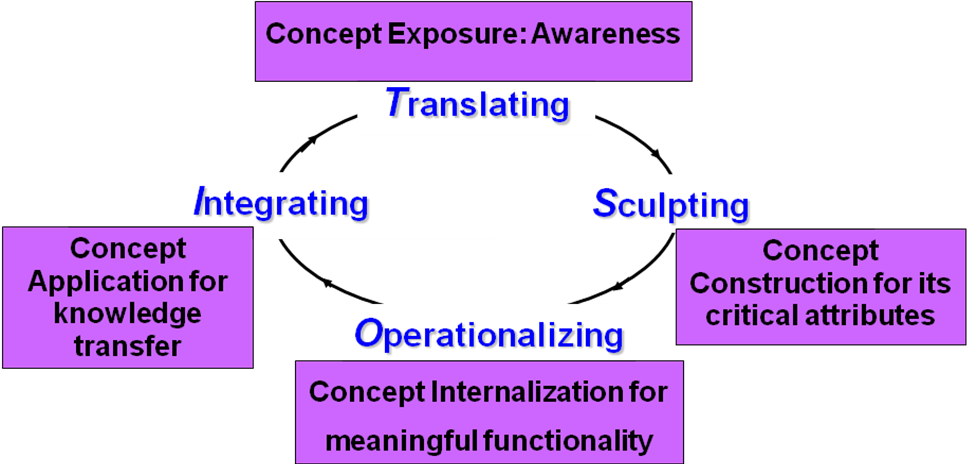 Concept Exposure: Awareness
Translating
Integrating
Sculpting
Concept
Application for
knowledge
transfer
Concept
Construction for its
critical attributes
Operationalizing
Concept Internalization for
meaningful functionality